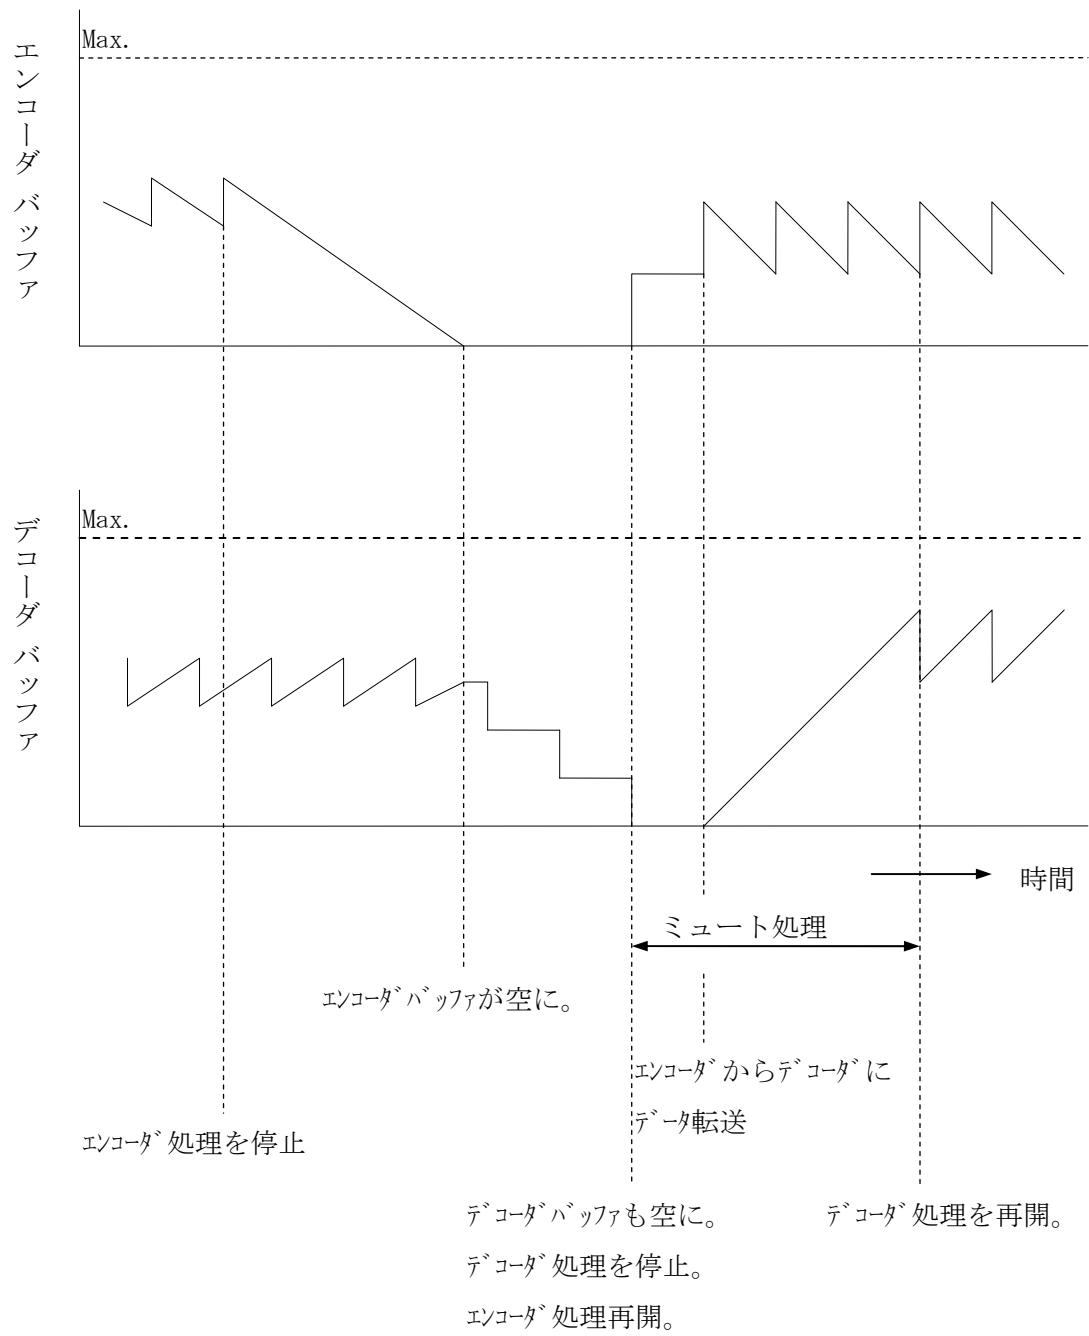 エンコーダ バッファ
Max.
デコーダ バッファ
Max.
時間
ミュート処理
ｴﾝｺｰﾀﾞﾊﾞｯﾌｧが空に。
ｴﾝｺｰﾀﾞからﾃﾞｺｰﾀﾞに
ﾃﾞｰﾀ転送
ｴﾝｺｰﾀﾞ処理を停止
ﾃﾞｺｰﾀﾞﾊﾞｯﾌｧも空に。
ﾃﾞｺｰﾀﾞ処理を再開。
ﾃﾞｺｰﾀﾞ処理を停止。
ｴﾝｺｰﾀﾞ処理再開。